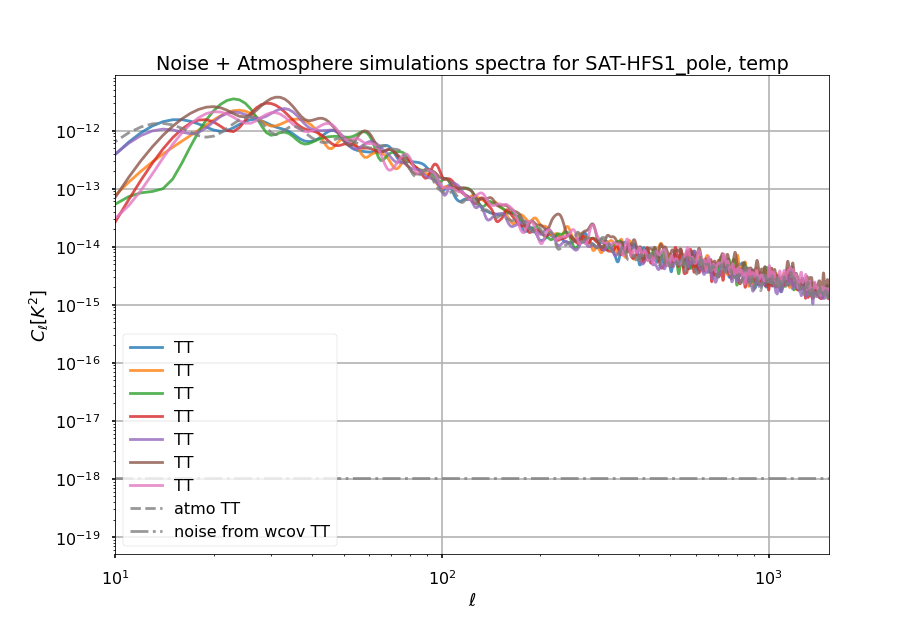 Noise + Atmosphere simulations spectra for SAT-HFS1_pole, temp
10⁻¹²
10⁻¹³
10⁻¹⁴
10⁻¹⁵
10⁻¹⁶
10⁻¹⁷
10⁻¹⁸
10⁻¹⁹
C_ℓ[K²]
TT
TT
TT
TT
TT
TT
TT
atmo TT
noise from wcov TT
10¹ 10² 10³
ℓ